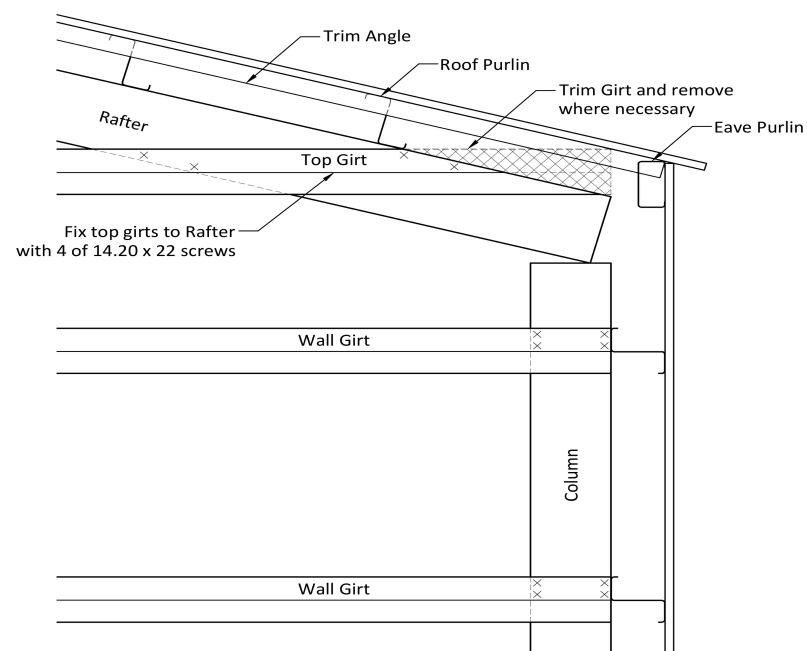 Trim Angle
Roof Purlin
Trim Girt and remove
where necessary
Eave Purlin
Rafter
Top Girt
Fix top girts to Rafter
with 4 of 14.20 x 22 screws
Wall Girt
Column
Wall Girt